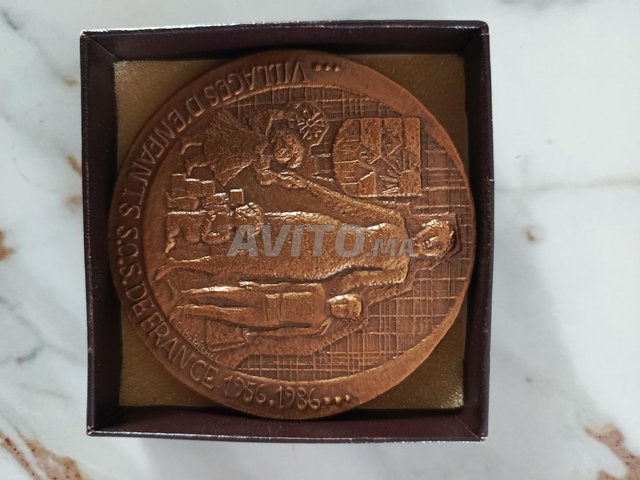 ...VILLAGES D'ENFANTS S.O.S. DE FRANCE. 1956.1986...
AVITO.MA